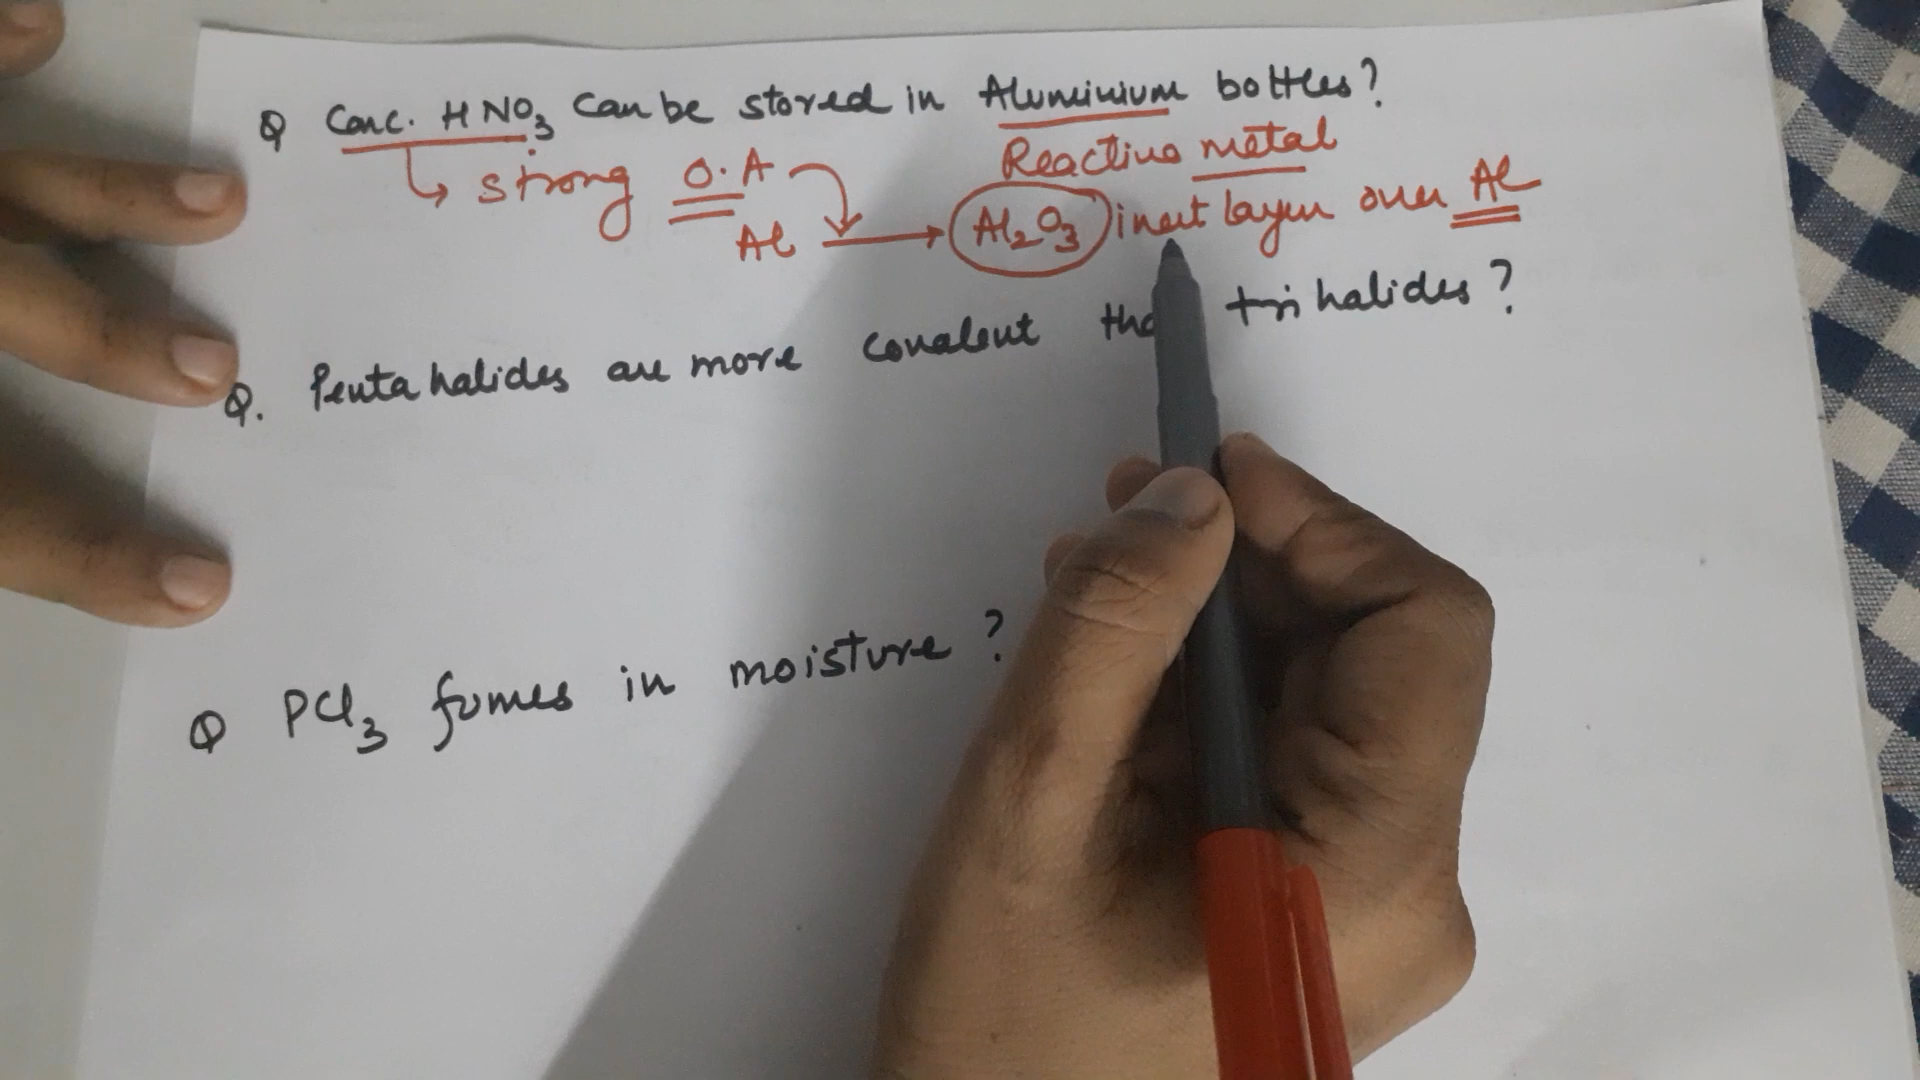 Q Conc. HNO3 can be stored in Aluminium bottles?
Reactive metal
↳ strong O.A
Al → Al2O3 inert layer over Al
Q. Penta halides are more covalent tha tri halides?
Q PCl3 fumes in moisture?